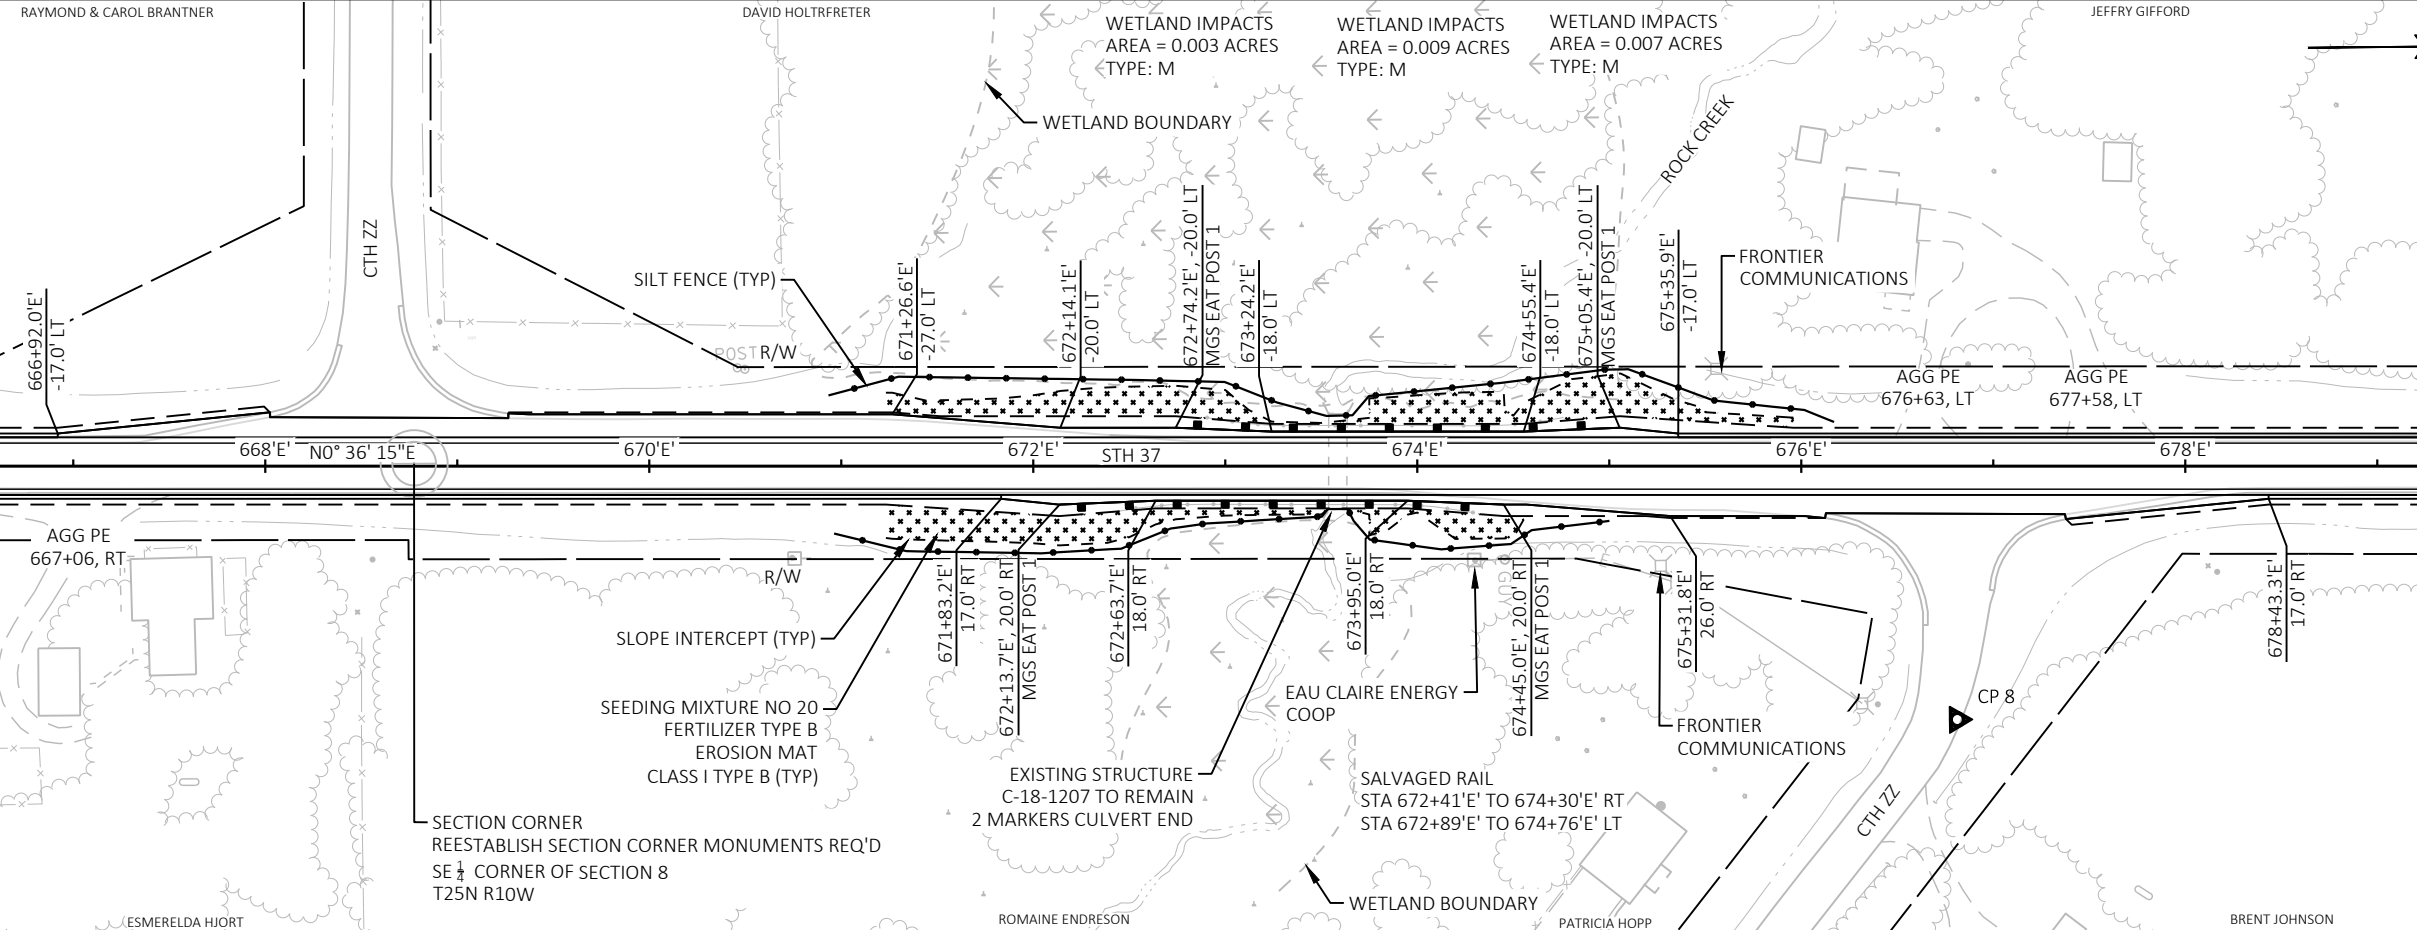 RAYMOND & CAROL BRANTNER
DAVID HOLTRFRETER
JEFFRY GIFFORD
WETLAND IMPACTS
AREA = 0.003 ACRES
TYPE: M
WETLAND IMPACTS
AREA = 0.009 ACRES
TYPE: M
WETLAND IMPACTS
AREA = 0.007 ACRES
TYPE: M
WETLAND BOUNDARY
ROCK CREEK
CTH ZZ
SILT FENCE (TYP)
FRONTIER
COMMUNICATIONS
666+92.0'E'
-17.0' LT
671+26.6'E'
-27.0' LT
672+14.1'E'
-20.0' LT
672+74.2'E', -20.0' LT
MGS EAT POST 1
673+24.2'E'
-18.0' LT
674+55.4'E'
-18.0' LT
675+05.4'E', -20.0' LT
MGS EAT POST 1
675+35.9'E'
-17.0' LT
POST
R/W
AGG PE
676+63, LT
AGG PE
677+58, LT
668'E'
N0° 36' 15"E
670'E'
672'E'
STH 37
674'E'
676'E'
678'E'
AGG PE
667+06, RT
R/W
671+83.2'E'
17.0' RT
672+13.7'E', 20.0' RT
MGS EAT POST 1
672+63.7'E'
18.0' RT
673+95.0'E'
18.0' RT
GUY
674+45.0'E', 20.0' RT
MGS EAT POST 1
675+31.8'E'
26.0' RT
678+43.3'E'
17.0' RT
SLOPE INTERCEPT (TYP)
SEEDING MIXTURE NO 20
FERTILIZER TYPE B
EROSION MAT
CLASS I TYPE B (TYP)
EAU CLAIRE ENERGY
COOP
FRONTIER
COMMUNICATIONS
CP 8
EXISTING STRUCTURE
C-18-1207 TO REMAIN
2 MARKERS CULVERT END
SALVAGED RAIL
STA 672+41'E' TO 674+30'E' RT
STA 672+89'E' TO 674+76'E' LT
CTH ZZ
SECTION CORNER
REESTABLISH SECTION CORNER MONUMENTS REQ'D
SE 1/4 CORNER OF SECTION 8
T25N R10W
WETLAND BOUNDARY
ESMERELDA HJORT
ROMAINE ENDRESON
PATRICIA HOPP
BRENT JOHNSON